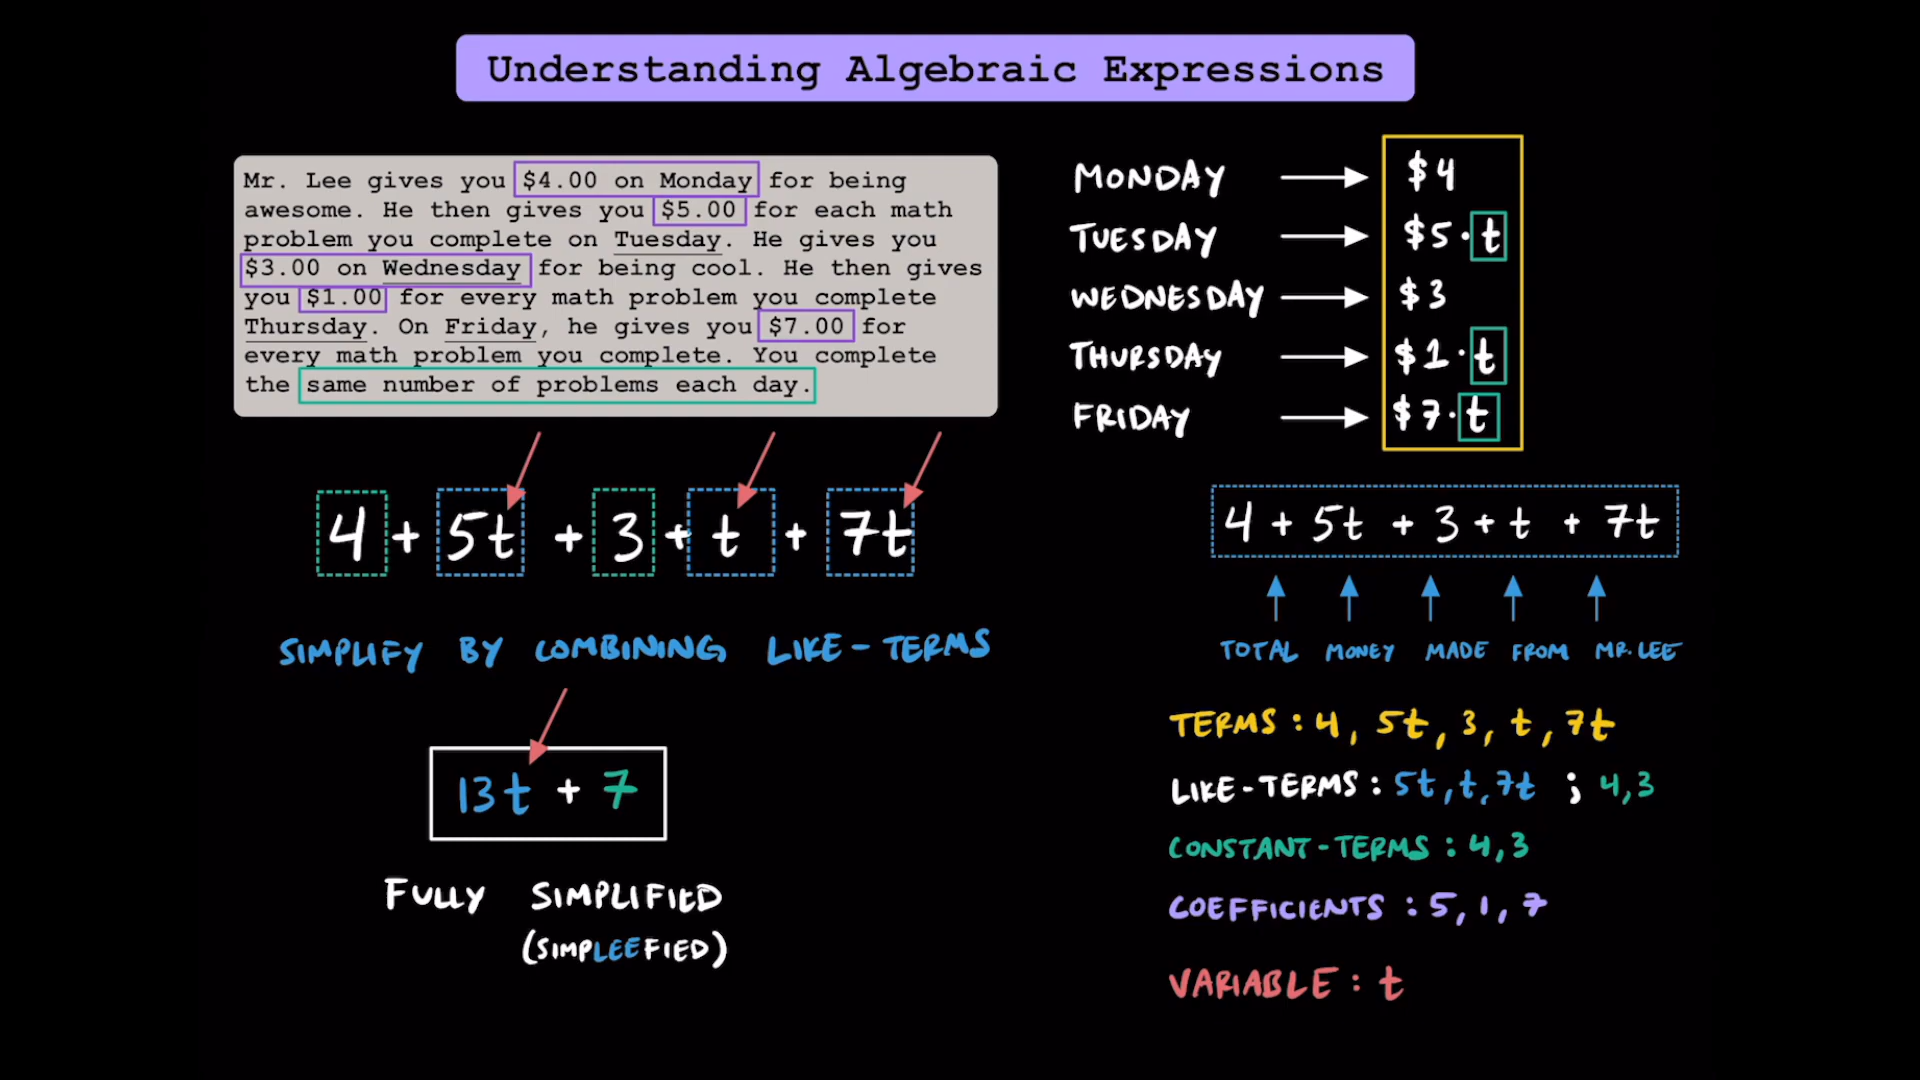 Understanding Algebraic Expressions
Mr. Lee gives you $4.00 on Monday for being
awesome. He then gives you $5.00 for each math
problem you complete on Tuesday. He gives you
$3.00 on Wednesday for being cool. He then gives
you $1.00 for every math problem you complete
Thursday. On Friday, he gives you $7.00 for
every math problem you complete. You complete
the same number of problems each day.
MONDAY $4
TUESDAY $5·t
WEDNESDAY $3
THURSDAY $1·t
FRIDAY $7·t
4 + 5t + 3 + t + 7t
SIMPLIFY BY COMBINING LIKE-TERMS
13t + 7
FULLY SIMPLIFIED
(SIMPLEEFIED)
4 + 5t + 3 + t + 7t
TOTAL MONEY MADE FROM MR. LEE
TERMS: 4, 5t, 3, t, 7t
LIKE-TERMS: 5t, t, 7t ; 4,3
CONSTANT-TERMS: 4,3
COEFFICIENTS: 5, 1, 7
VARIABLE: t